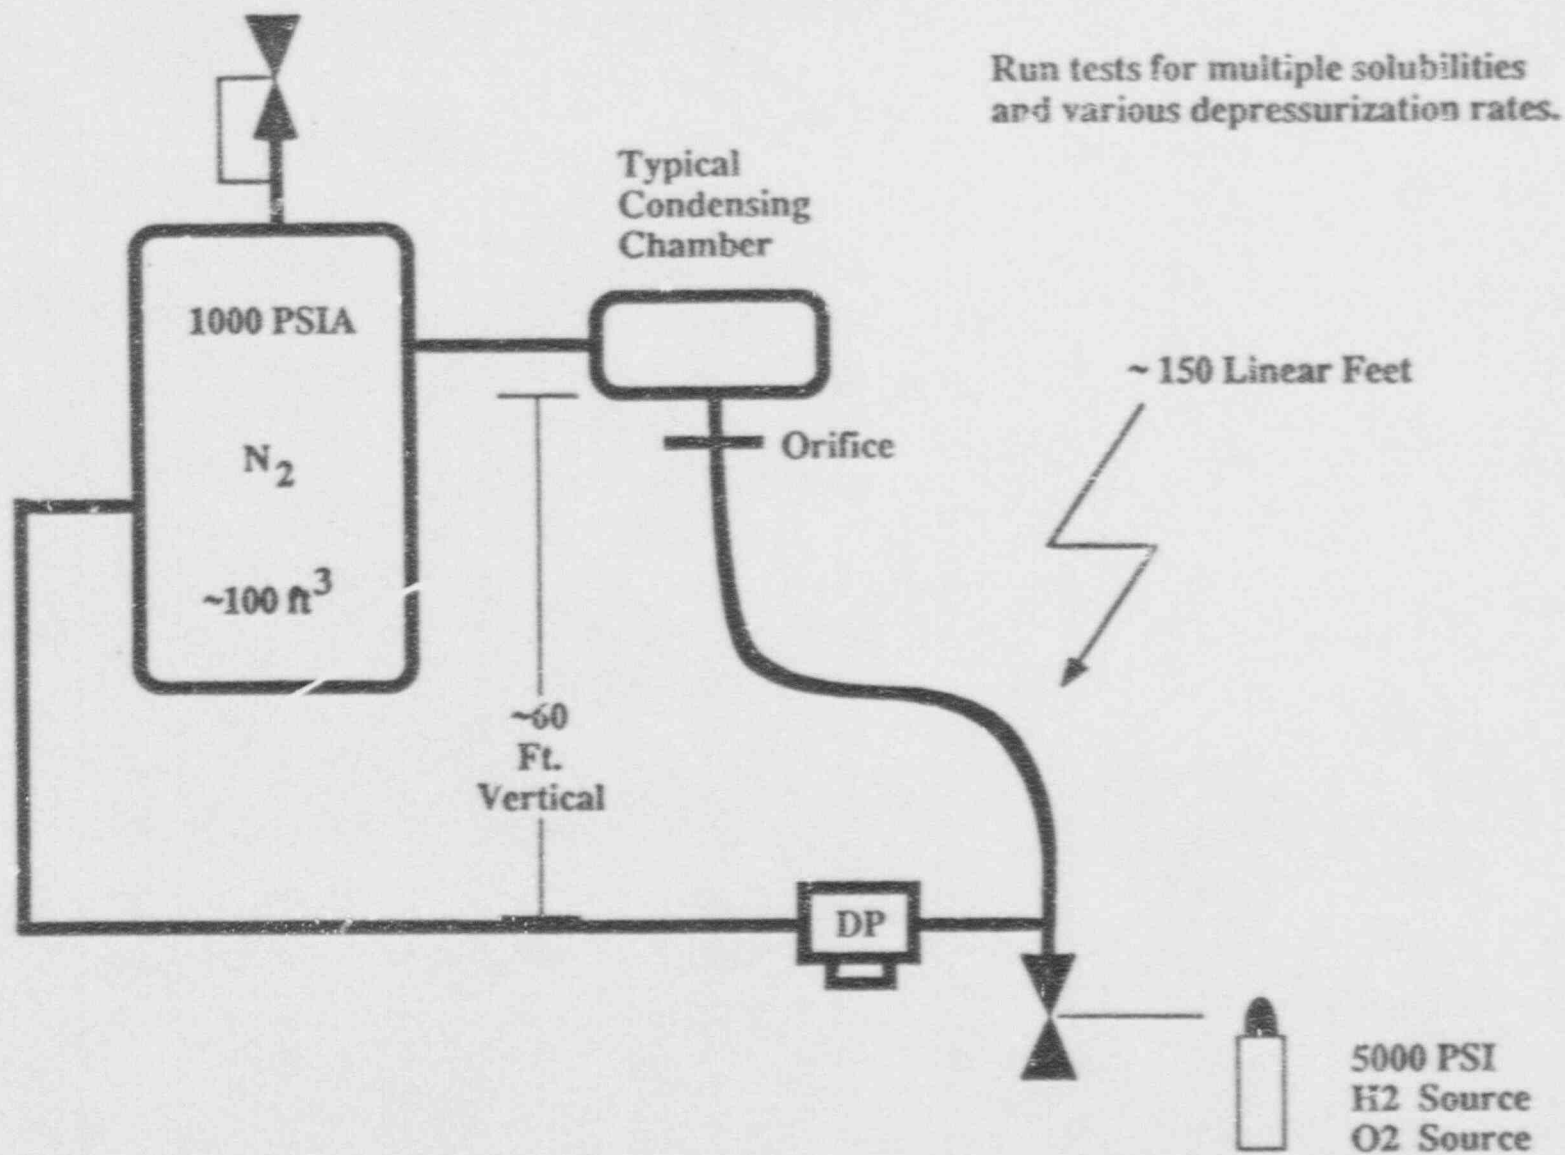 Run tests for multiple solubilities
and various depressurization rates.
Typical
Condensing
Chamber
1000 PSIA
N2
~100 ft3
~ 150 Linear Feet
Orifice
~60
Ft.
Vertical
DP
5000 PSI
H2 Source
O2 Source